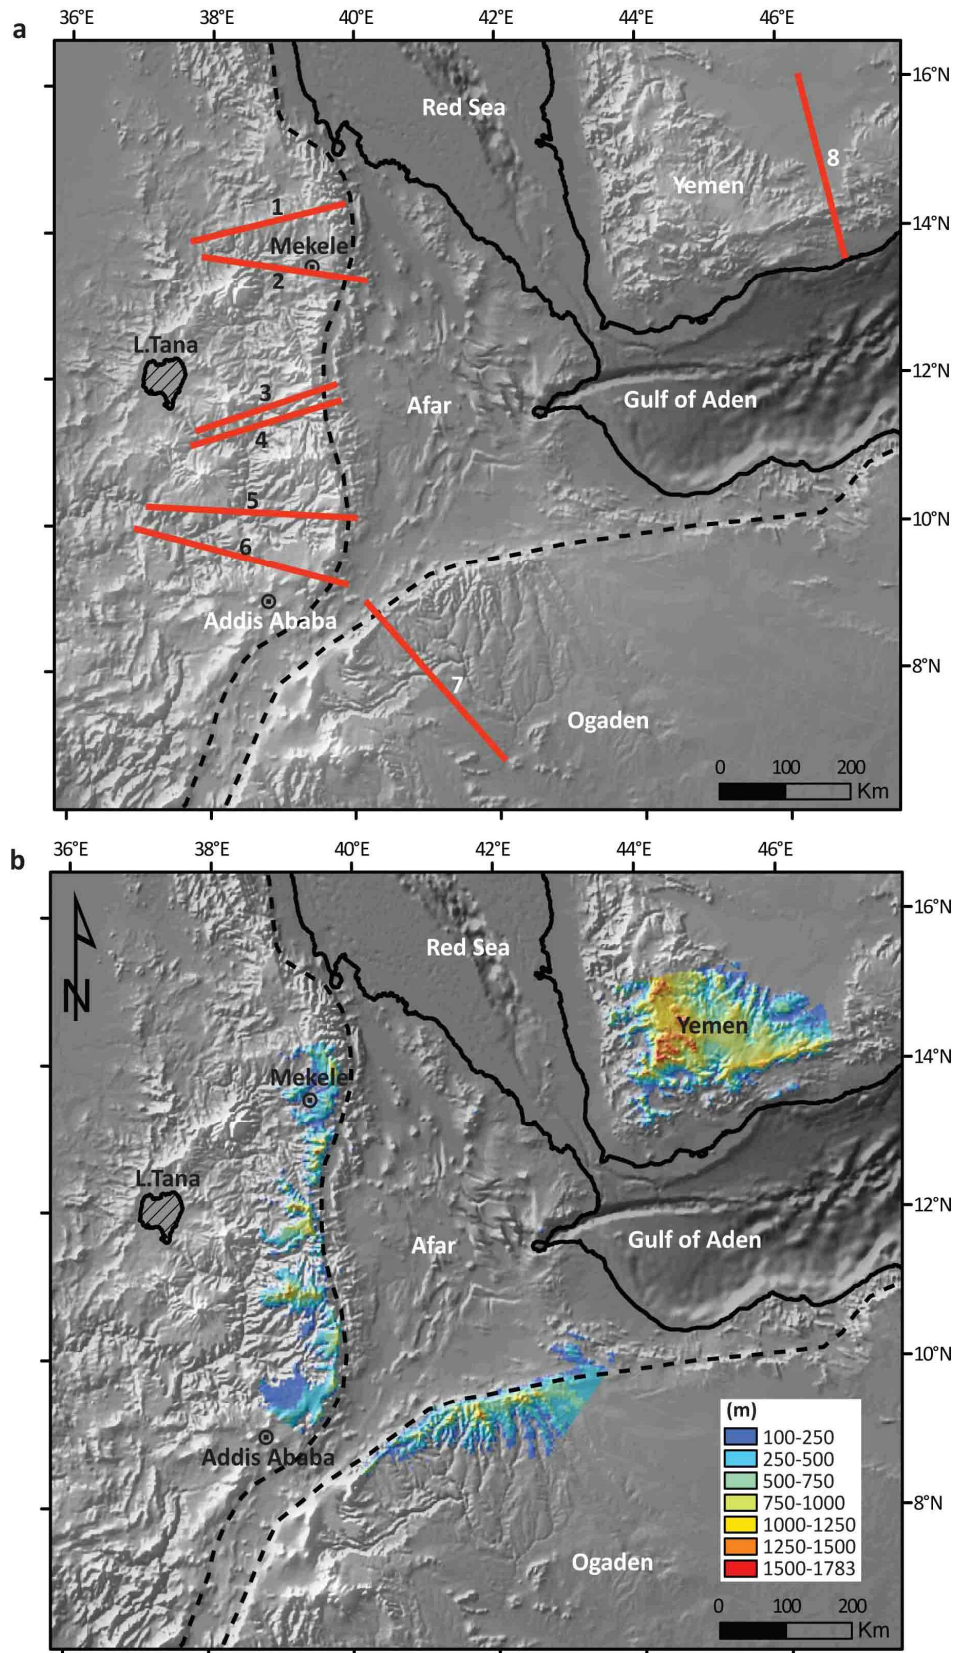 36°E 38°E 40°E 42°E 44°E 46°E
a
16°N
Red Sea
8
Yemen
1
14°N
Mekele
2
L.Tana
12°N
3
Afar
Gulf of Aden
4
5
10°N
6
Addis Ababa
8°N
7
Ogaden
0 100 200
Km
b
36°E 38°E 40°E 42°E 44°E 46°E
16°N
N
Red Sea
Yemen
14°N
Mekele
L.Tana
12°N
Afar
Gulf of Aden
10°N
(m)
100-250
Addis Ababa
250-500
500-750
750-1000
8°N
1000-1250
1250-1500
Ogaden
1500-1783
0 100 200
Km